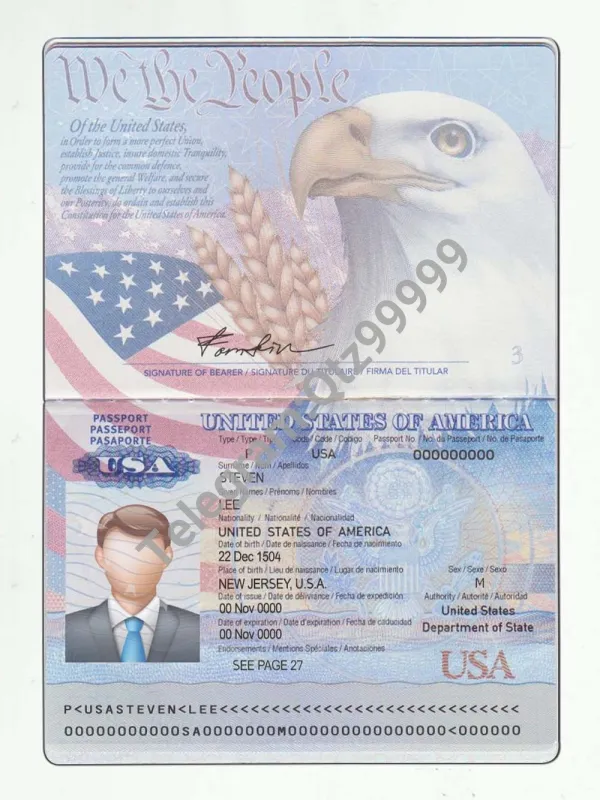 We the People
Of the United States,
in Order to form a more perfect Union,
establish Justice, insure domestic Tranquility,
provide for the common defence,
promote the general Welfare, and secure
the Blessings of Liberty to ourselves and
our Posterity, do ordain and establish this
Constitution for the United States of America.
3
SIGNATURE OF BEARER / SIGNATURE DU TITULAIRE / FIRMA DEL TITULAR
PASSPORT
PASSEPORT
PASAPORTE
USA
UNITED STATES OF AMERICA
Type / Type / Tipo Code / Code / Codigo Passport No. / No. du Passeport / No. de Pasaporte
P USA 000000000
Surname / Nom / Apellidos
STEVEN
Given Names / Prénoms / Nombres
LEE
Nationality / Nationalité / Nacionalidad
UNITED STATES OF AMERICA
Date of birth / Date de naissance / Fecha de nacimiento
22 Dec 1504
Place of birth / Lieu de naissance / Lugar de nacimiento Sex / Sexe / Sexo
NEW JERSEY, U.S.A. M
Date of issue / Date de délivrance / Fecha de expedición Authority / Autorité / Autoridad
00 Nov 0000 United States
Date of expiration / Date d'expiration / Fecha de caducidad Department of State
00 Nov 0000
Endorsements / Mentions Spéciales / Anotaciones
SEE PAGE 27
USA
P<USASTEVEN<LEE<<<<<<<<<<<<<<<<<<<<<<<<<<<<<
00000000000SA0000000M0000000000000000<000000
Telegram:Qtz99999